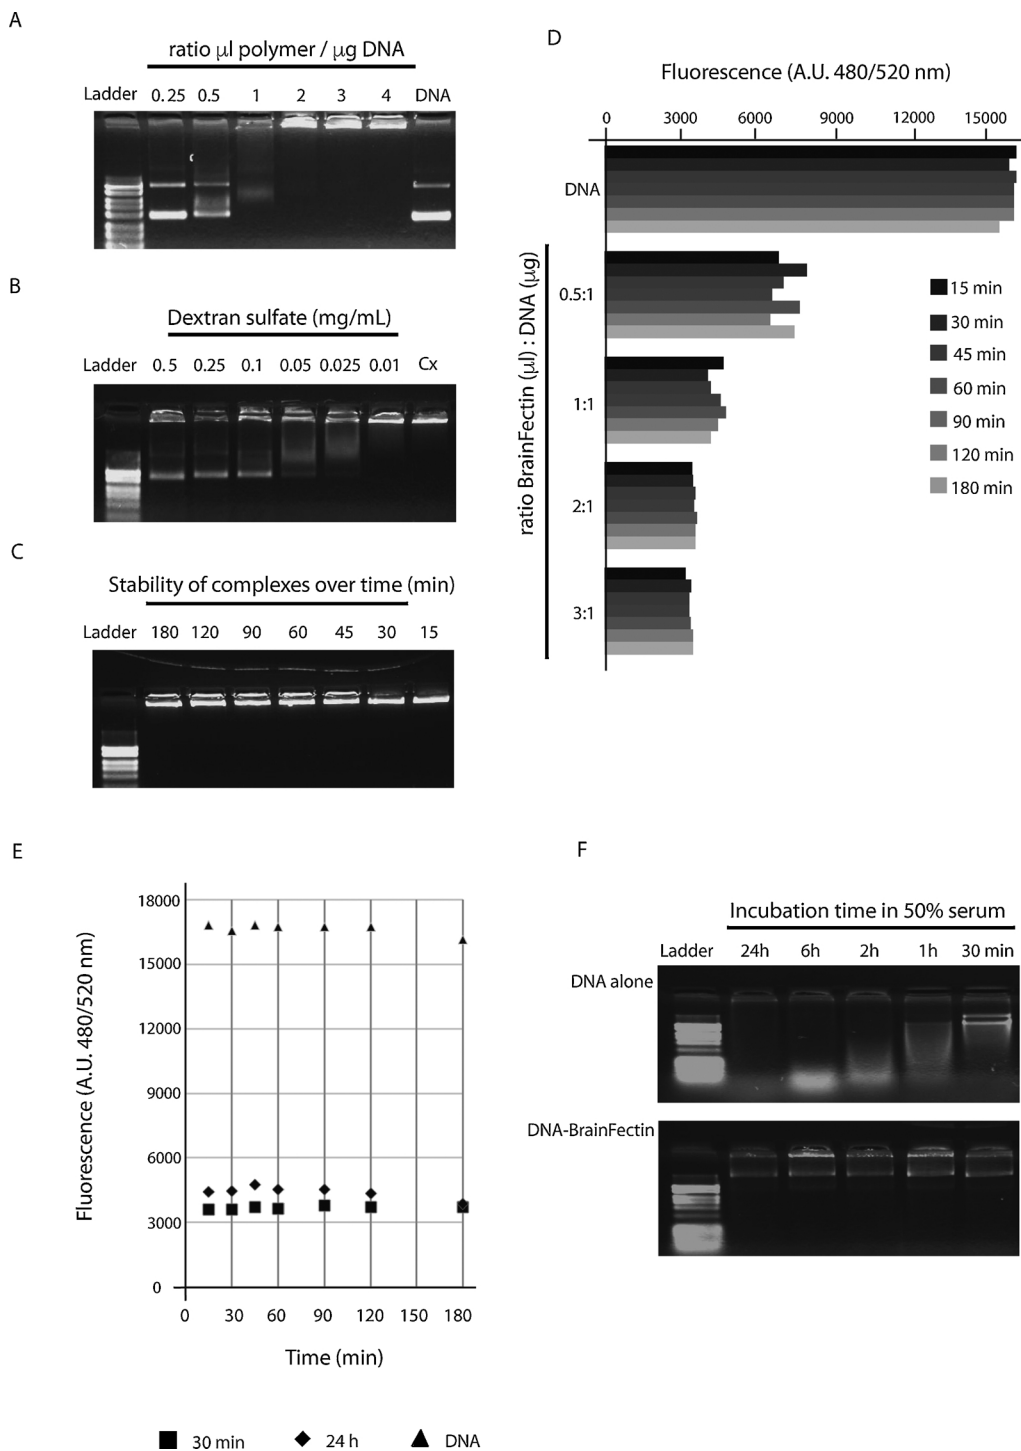 A
ratio μl polymer / μg DNA
Ladder 0.25 0.5 1 2 3 4 DNA
B
Dextran sulfate (mg/mL)
Ladder 0.5 0.25 0.1 0.05 0.025 0.01 Cx
C
Stability of complexes over time (min)
Ladder 180 120 90 60 45 30 15
D
Fluorescence (A.U. 480/520 nm)
0 3000 6000 9000 12000 15000
DNA
0.5:1
1:1
2:1
3:1
ratio BrainFectin (μl) : DNA (μg)
15 min
30 min
45 min
60 min
90 min
120 min
180 min
E
Fluorescence (A.U. 480/520 nm)
18000
15000
12000
9000
6000
3000
0
0 30 60 90 120 150 180
Time (min)
30 min 24 h DNA
F
Incubation time in 50% serum
Ladder 24h 6h 2h 1h 30 min
DNA alone
DNA-BrainFectin